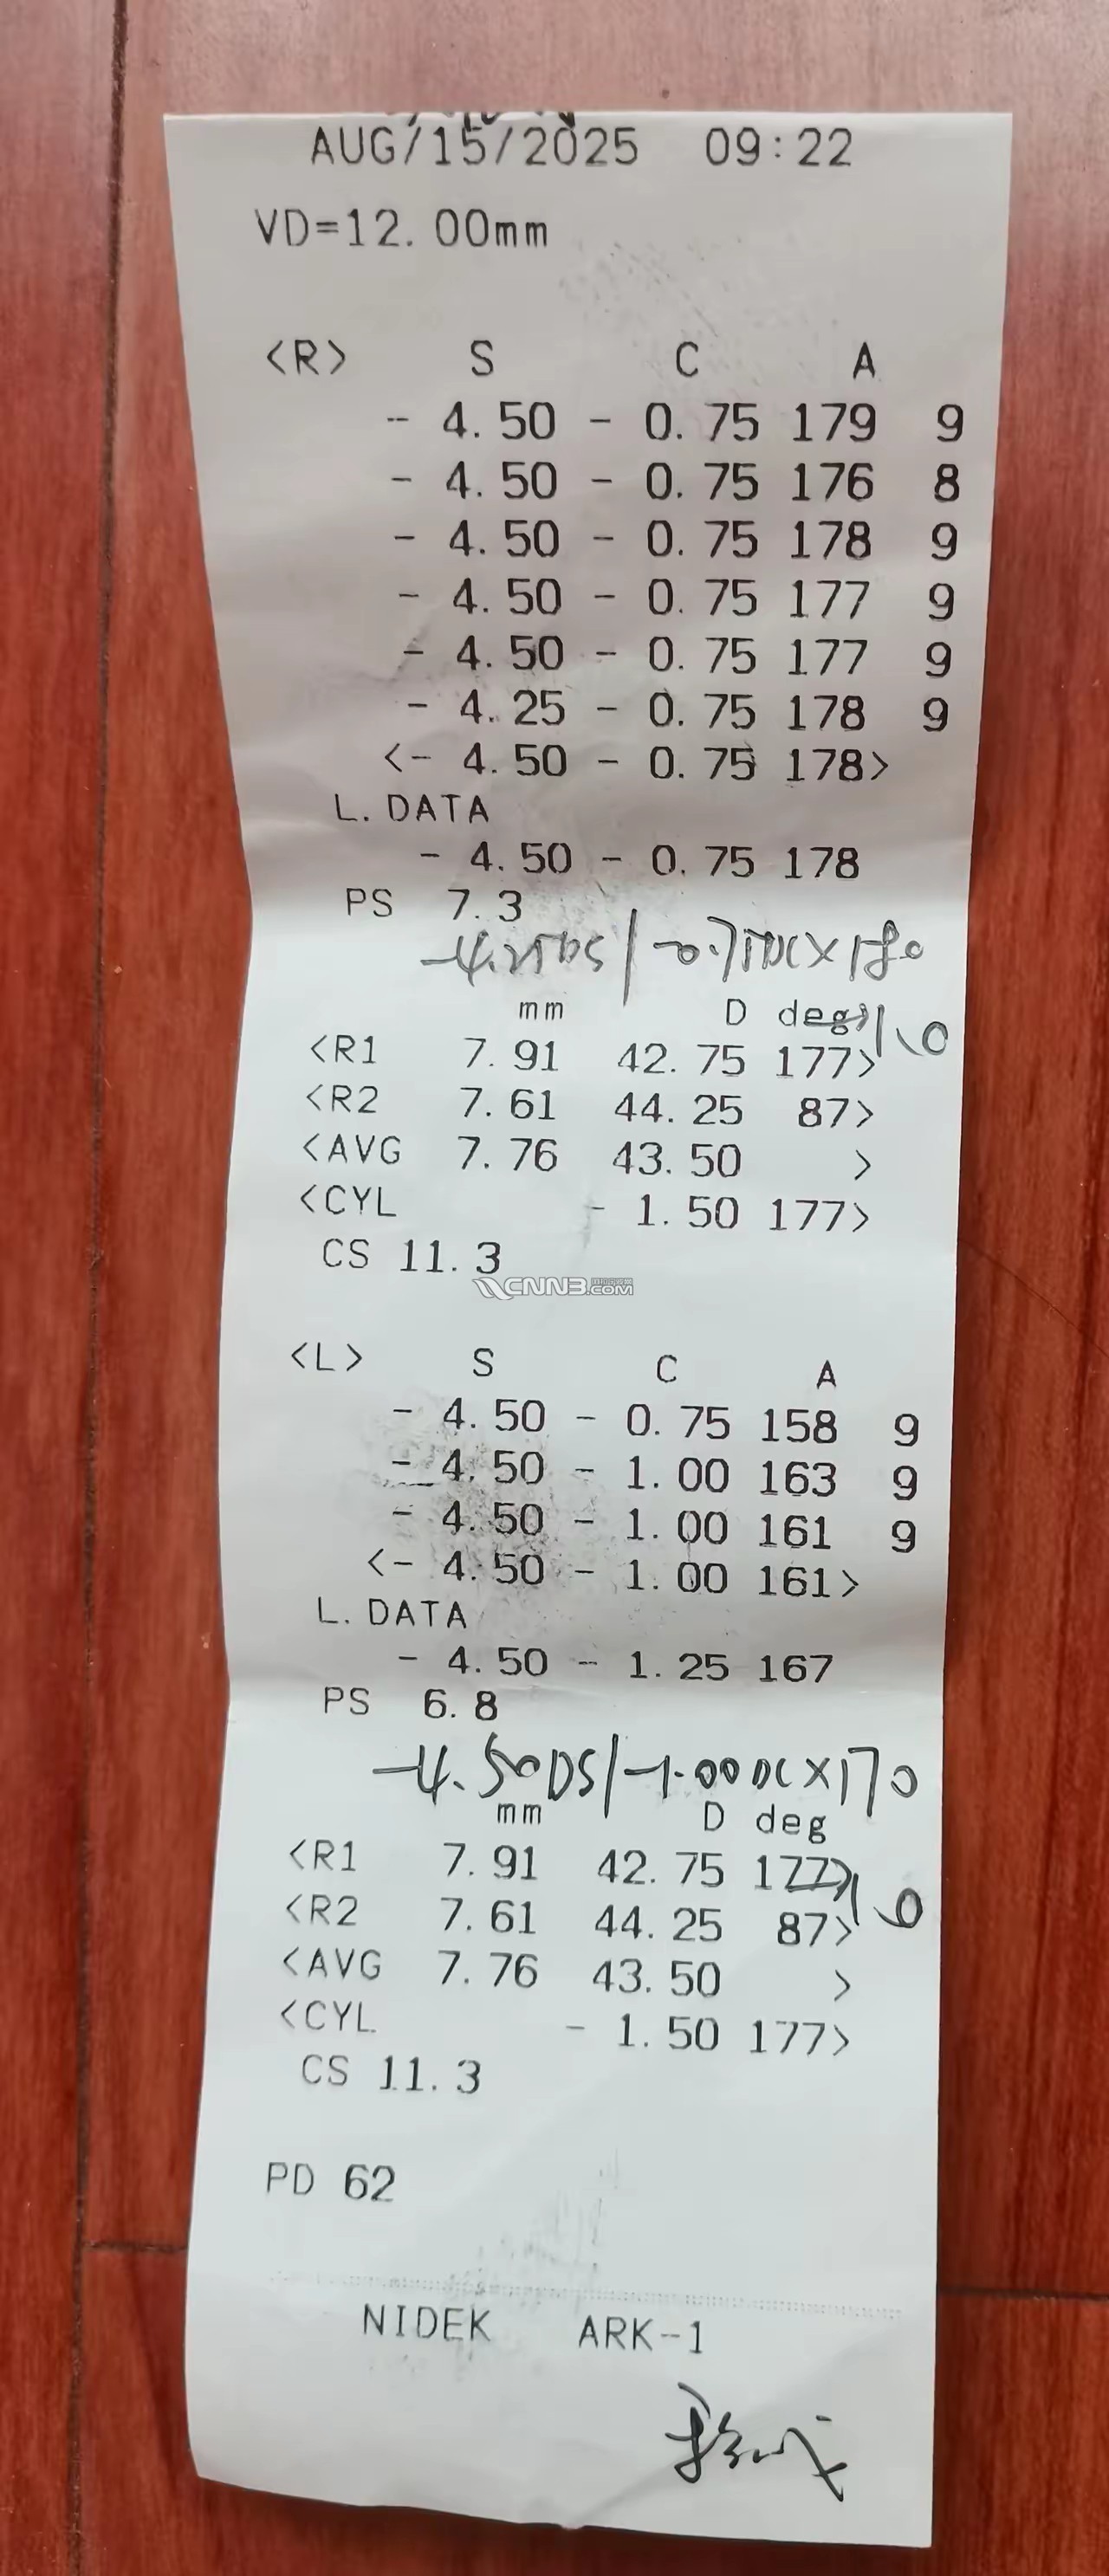 AUG/15/2025 09:22
VD=12.00mm
<R> S C A
- 4.50 - 0.75 179 9
- 4.50 - 0.75 176 8
- 4.50 - 0.75 178 9
- 4.50 - 0.75 177 9
- 4.50 - 0.75 177 9
- 4.25 - 0.75 178 9
<- 4.50 - 0.75 178>
L.DATA
- 4.50 - 0.75 178
PS 7.3
-4.25DS/-0.75DC×180
mm D deg
1.0
<R1 7.91 42.75 177>
<R2 7.61 44.25 87>
<AVG 7.76 43.50 >
<CYL - 1.50 177>
CS 11.3
CNN3.COM
<L> S C A
- 4.50 - 0.75 158 9
- 4.50 - 1.00 163 9
- 4.50 - 1.00 161 9
<- 4.50 - 1.00 161>
L.DATA
- 4.50 - 1.25 167
PS 6.8
-4.50DS/-1.00DC×170
mm D deg
<R1 7.91 42.75 177>
1.0
<R2 7.61 44.25 87>
<AVG 7.76 43.50 >
<CYL - 1.50 177>
CS 11.3
PD 62
NIDEK ARK-1